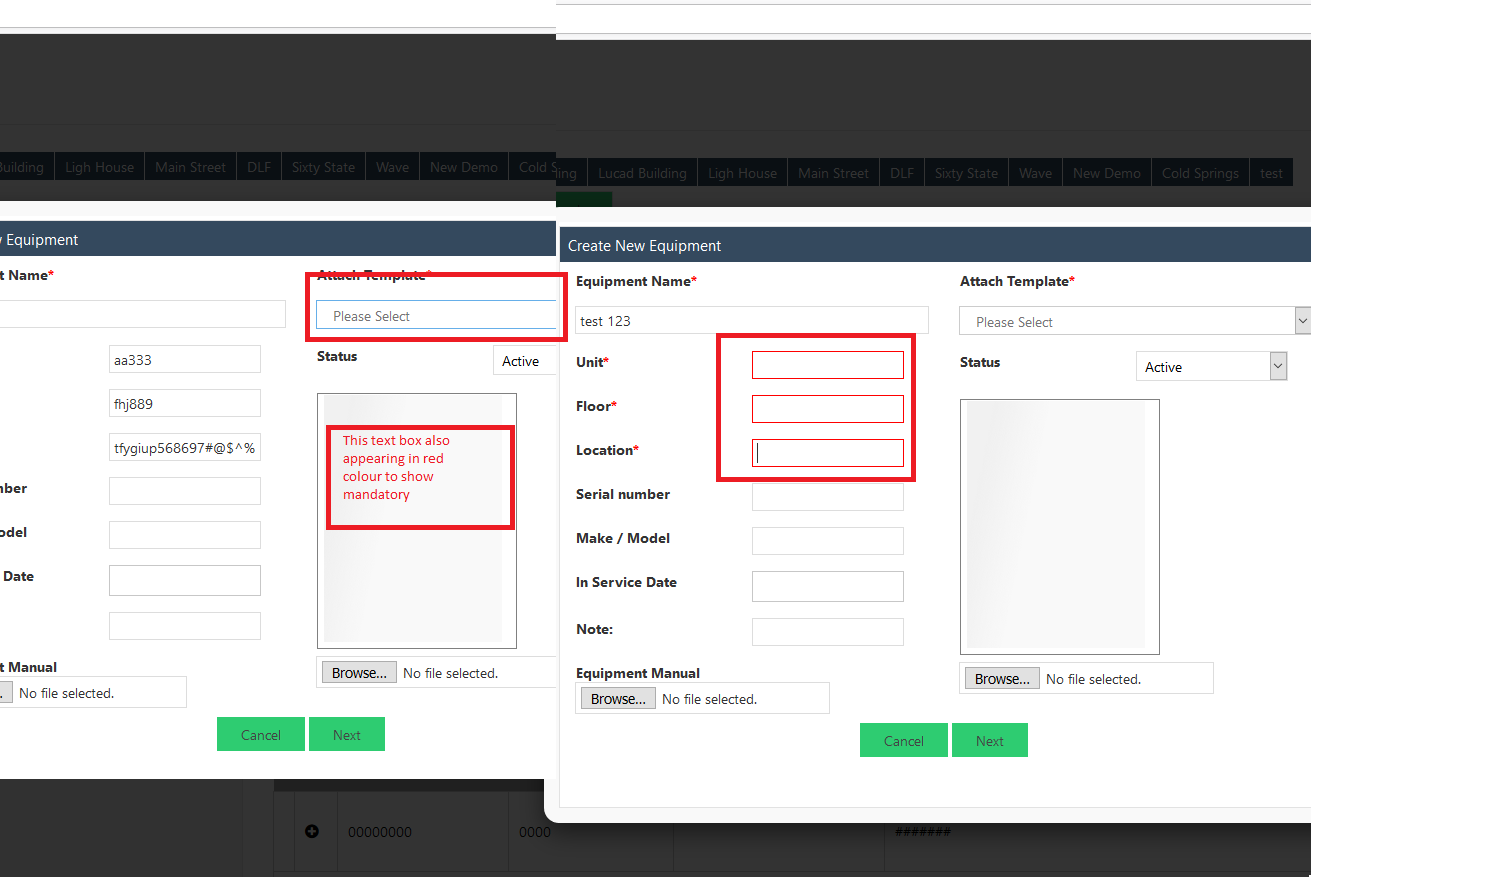 Building Ligh House Main Street DLF Sixty State Wave New Demo Cold S
ing Lucad Building Ligh House Main Street DLF Sixty State Wave New Demo Cold Springs test
Equipment
t Name*
Attach Template*
Please Select
aa333
Status
Active
fhj889
tfygiup568697#@$^%
This text box also
appearing in red
colour to show
mandatory
mber
odel
Date
t Manual
No file selected.
Browse...
No file selected.
Cancel
Next
Create New Equipment
Equipment Name*
Attach Template*
test 123
Please Select
Unit*
Status
Active
Floor*
Location*
Serial number
Make / Model
In Service Date
Note:
Equipment Manual
Browse...
No file selected.
Browse...
No file selected.
Cancel
Next
00000000
0000
#######